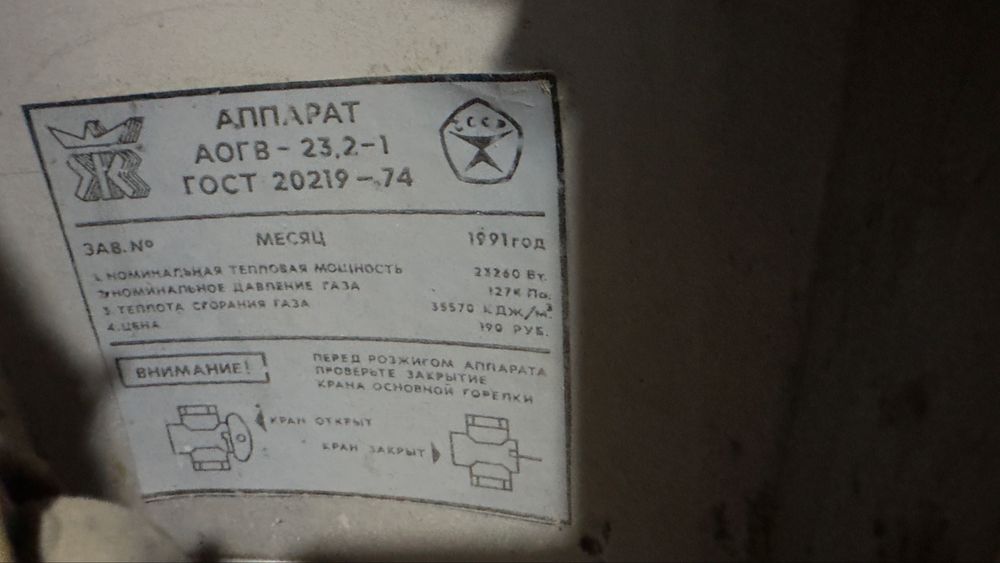 АППАРАТ
АОГВ - 23,2-1
ГОСТ 20219-74
СССР
ЗАВ. № МЕСЯЦ 1991 ГОД
1. НОМИНАЛЬНАЯ ТЕПЛОВАЯ МОЩНОСТЬ 23260 Вт.
2. НОМИНАЛЬНОЕ ДАВЛЕНИЕ ГАЗА 127К Па.
3. ТЕПЛОТА СГОРАНИЯ ГАЗА 35570 КДЖ/м³
4. ЦЕНА 190 РУБ.
ВНИМАНИЕ!
ПЕРЕД РОЗЖИГОМ АППАРАТА
ПРОВЕРЬТЕ ЗАКРЫТИЕ
КРАНА ОСНОВНОЙ ГОРЕЛКИ
КРАН ОТКРЫТ
КРАН ЗАКРЫТ